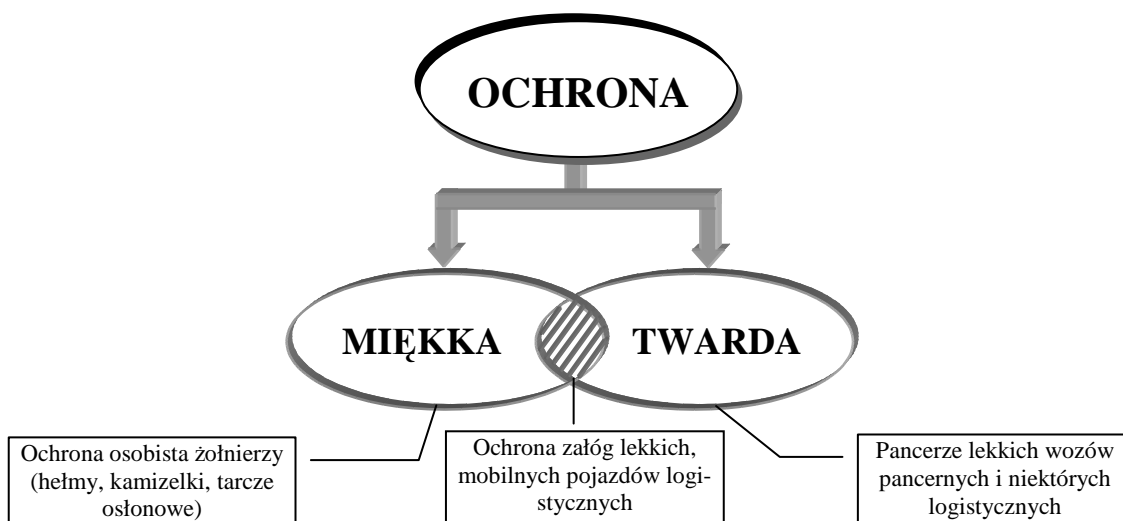 OCHRONA
MIĘKKA
TWARDA
Ochrona osobista żołnierzy
(hełmy, kamizelki, tarcze
osłonowe)
Ochrona załóg lekkich,
mobilnych pojazdów logi-
stycznych
Pancerze lekkich wozów
pancernych i niektórych
logistycznych